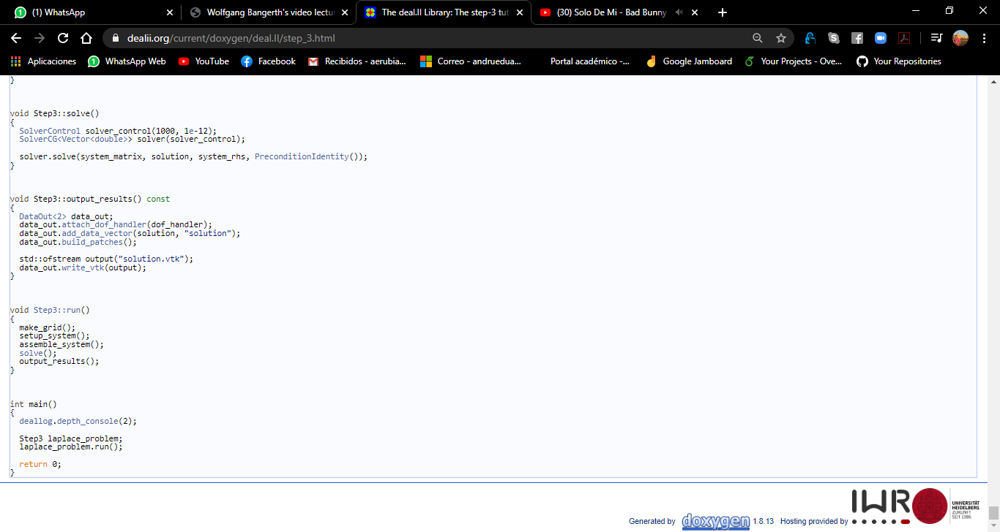 (1) WhatsApp
Wolfgang Bangerth's video lectu
The deal.II Library: The step-3 tut
(30) Solo De Mi - Bad Bunny
dealii.org/current/doxygen/deal.II/step_3.html
Aplicaciones
WhatsApp Web
YouTube
Facebook
Recibidos - aerubia...
Correo - andruedua...
Portal académico -...
Google Jamboard
Your Projects - Ove...
Your Repositories
}
void Step3::solve()
{
SolverControl solver_control(1000, 1e-12);
SolverCG<Vector<double>> solver(solver_control);
solver.solve(system_matrix, solution, system_rhs, PreconditionIdentity());
}
void Step3::output_results() const
{
DataOut<2> data_out;
data_out.attach_dof_handler(dof_handler);
data_out.add_data_vector(solution, "solution");
data_out.build_patches();
std::ofstream output("solution.vtk");
data_out.write_vtk(output);
}
void Step3::run()
{
make_grid();
setup_system();
assemble_system();
solve();
output_results();
}
int main()
{
deallog.depth_console(2);
Step3 laplace_problem;
laplace_problem.run();
return 0;
}
Generated by doxygen 1.8.13 Hosting provided by
IWR
UNIVERSITÄT
HEIDELBERG
ZUKUNFT
SEIT 1386